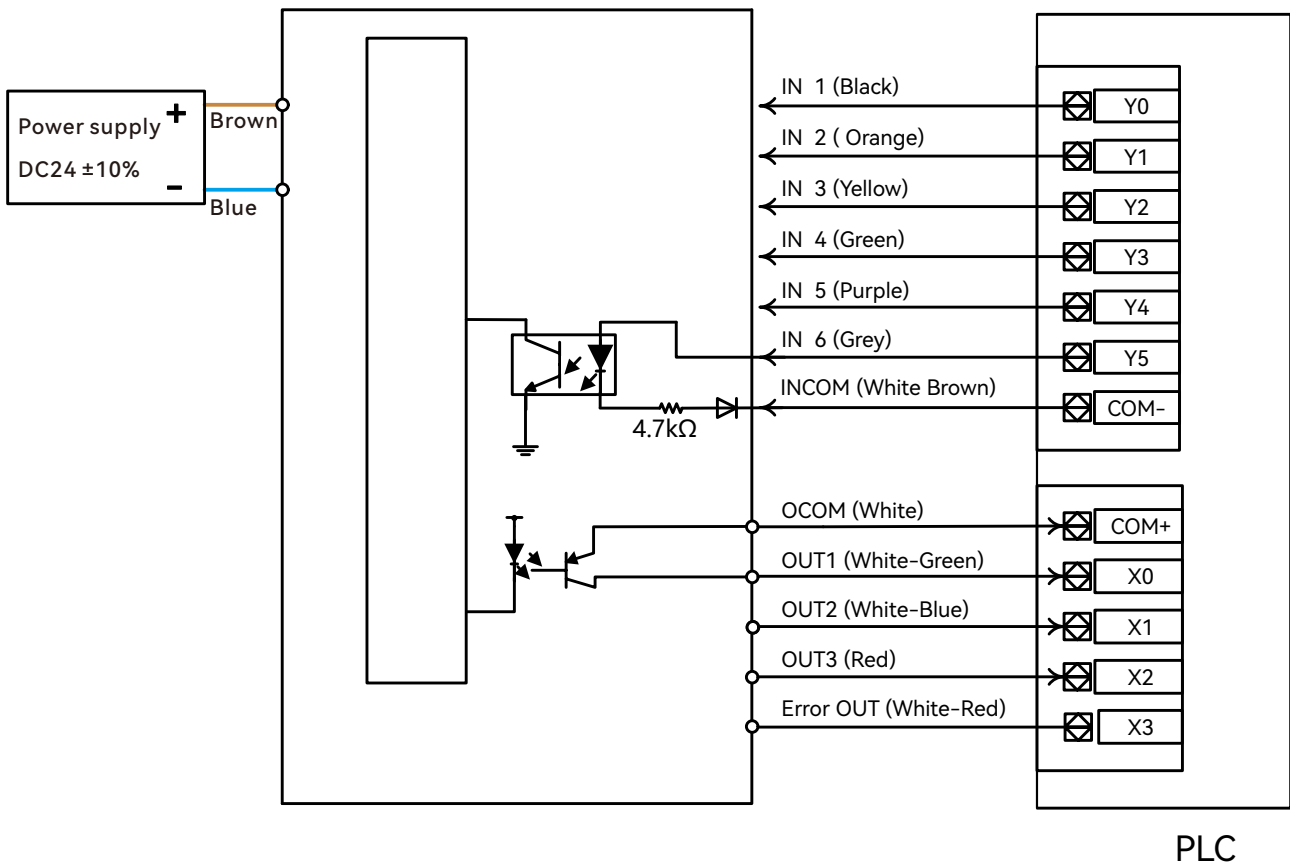 Power supply +
DC24 ±10%
-
Brown
Blue
4.7kΩ
IN 1 (Black)
Y0
IN 2 ( Orange)
Y1
IN 3 (Yellow)
Y2
IN 4 (Green)
Y3
IN 5 (Purple)
Y4
IN 6 (Grey)
Y5
INCOM (White Brown)
COM-
OCOM (White)
COM+
OUT1 (White-Green)
X0
OUT2 (White-Blue)
X1
OUT3 (Red)
X2
Error OUT (White-Red)
X3
PLC